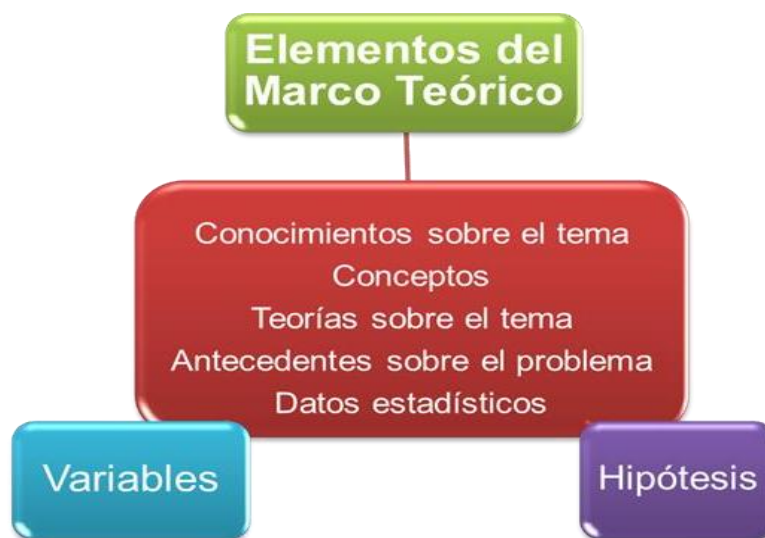 Elementos del
Marco Teórico
Conocimientos sobre el tema
Conceptos
Teorías sobre el tema
Antecedentes sobre el problema
Datos estadísticos
Variables
Hipótesis